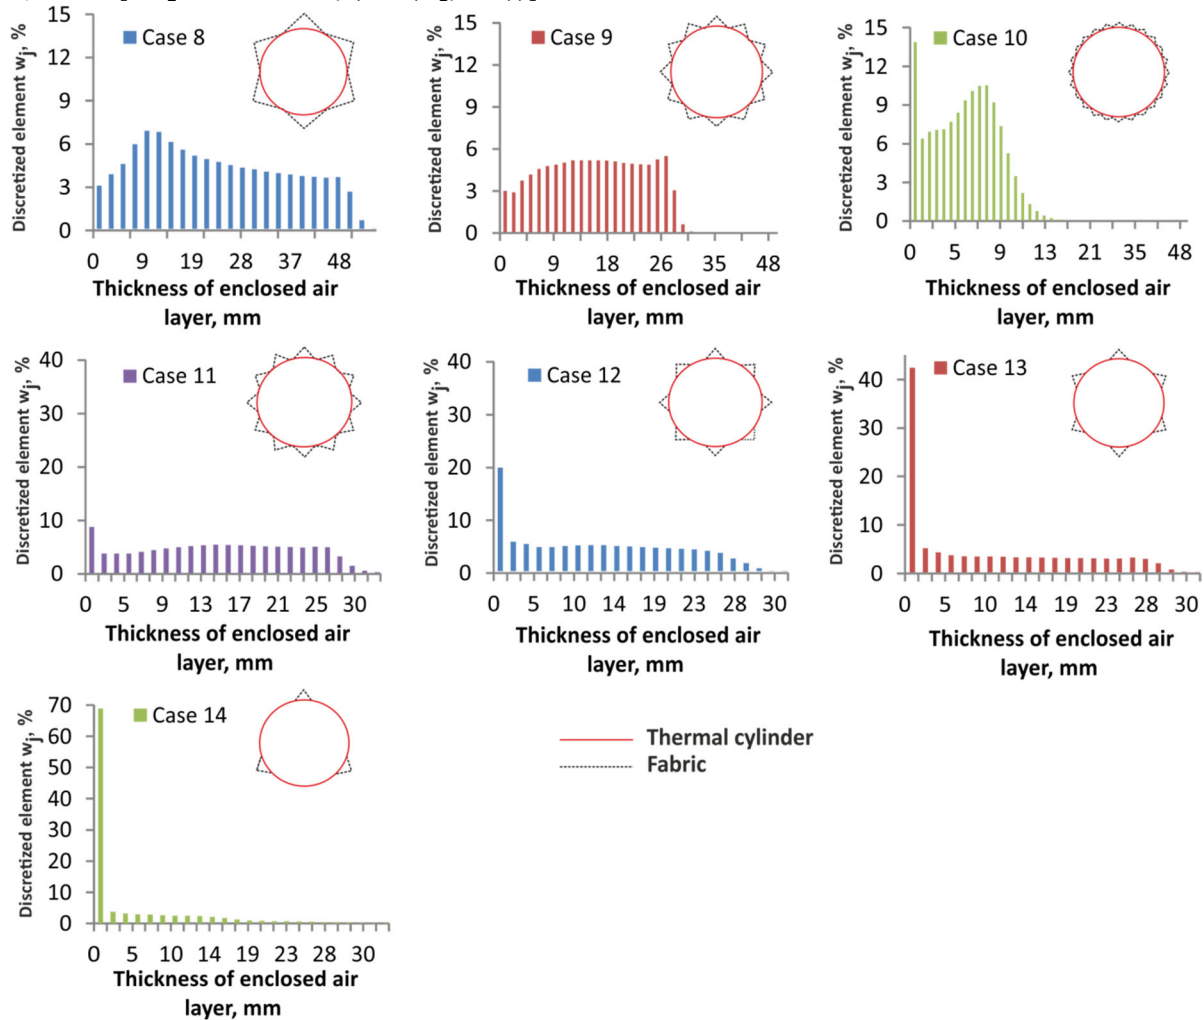 Discretized element wj, %
15
12
9
6
3
0
Case 8
0 9 19 28 37 48
Thickness of enclosed air
layer, mm
Discretized element wj, %
15
12
9
6
3
0
Case 9
0 9 18 26 35 48
Thickness of enclosed air
layer, mm
Discretized element wj, %
15
12
9
6
3
0
Case 10
0 5 9 13 21 35 48
Thickness of enclosed air
layer, mm
Discretized element wj, %
40
30
20
10
0
Case 11
0 5 9 13 17 21 25 30
Thickness of enclosed air
layer, mm
Discretized element wj, %
40
30
20
10
0
Case 12
0 5 10 14 19 23 28 30
Thickness of enclosed air
layer, mm
Discretized element wj, %
40
30
20
10
0
Case 13
0 5 10 14 19 23 28 30
Thickness of enclosed air
layer, mm
Discretized element wj, %
70
60
50
40
30
20
10
0
Case 14
0 5 10 14 19 23 28 30
Thickness of enclosed air
layer, mm
Thermal cylinder
Fabric